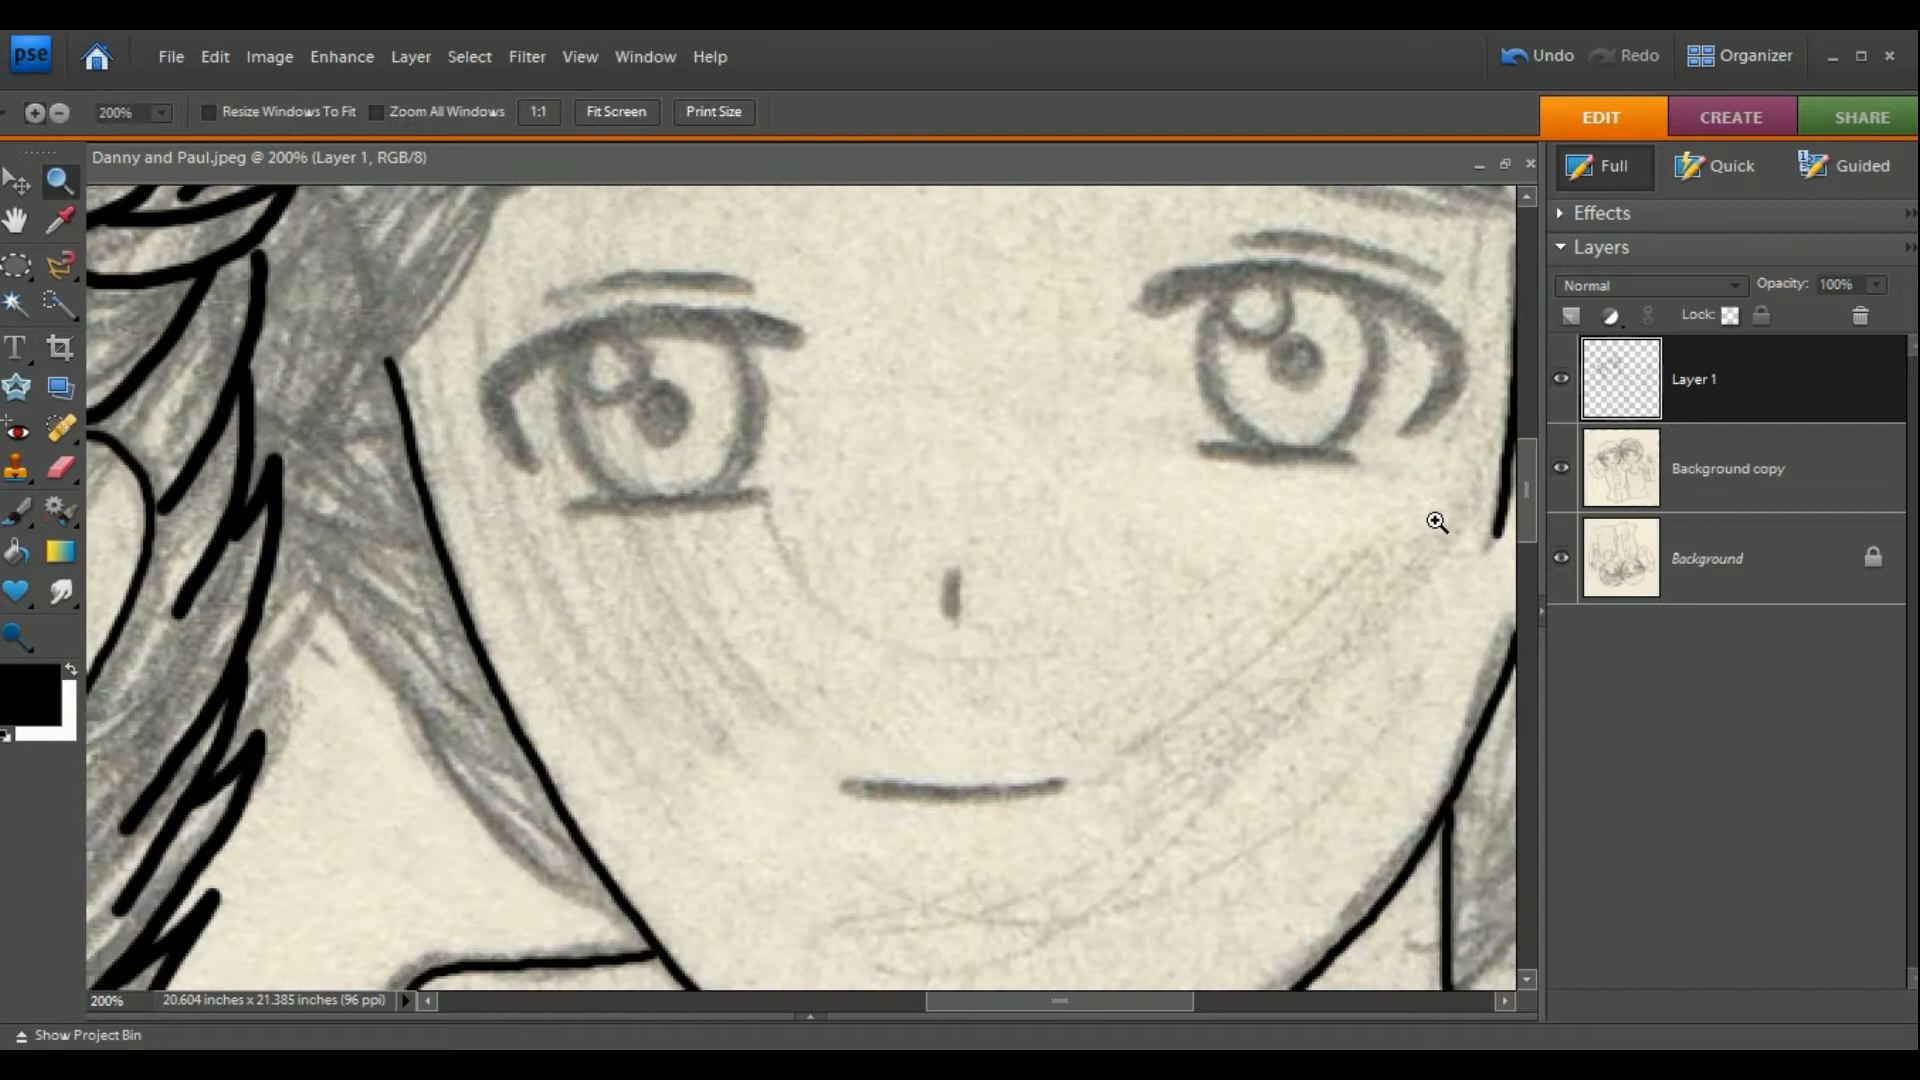 pse File Edit Image Enhance Layer Select Filter View Window Help Undo Redo Organizer
200% Resize Windows To Fit Zoom All Windows 1:1 Fit Screen Print Size EDIT CREATE SHARE
Danny and Paul.jpeg @ 200% (Layer 1, RGB/8)
Full Quick Guided
Effects
Layers
Normal Opacity: 100%
Lock:
Layer 1
Background copy
Background
200% 20.604 inches x 21.385 inches (96 ppi)
Show Project Bin